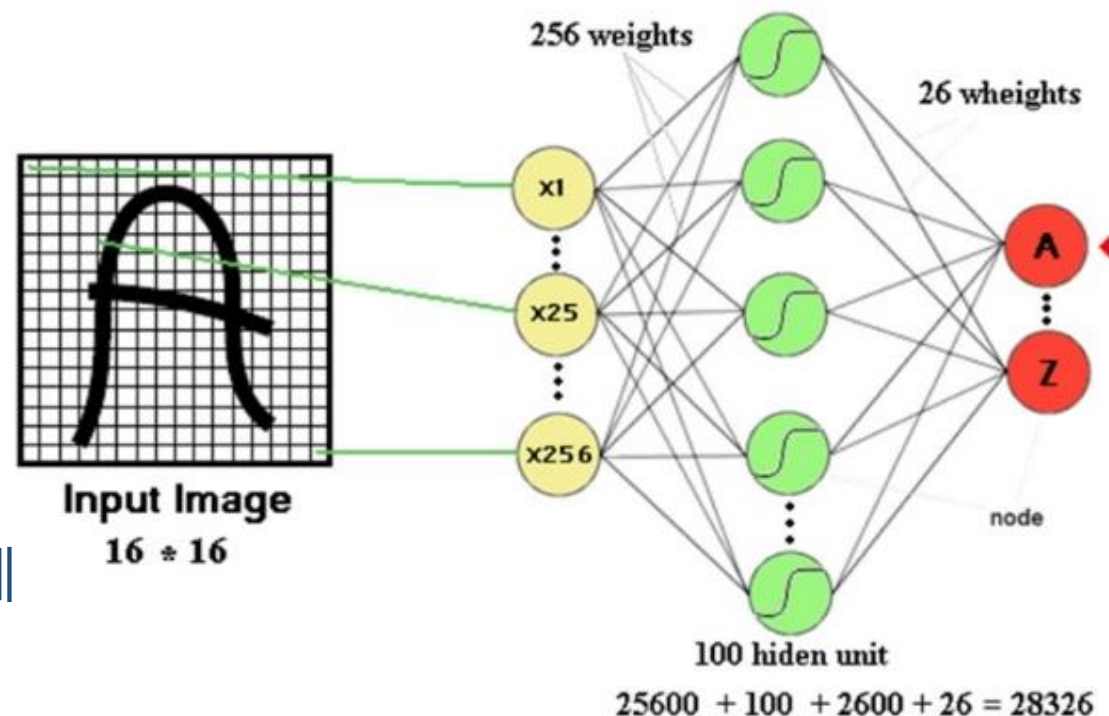 256 weights
26 wheights
x1
A
x25
Z
x256
node
Input Image
16 * 16
100 hiden unit
25600 + 100 + 2600 + 26 = 28326